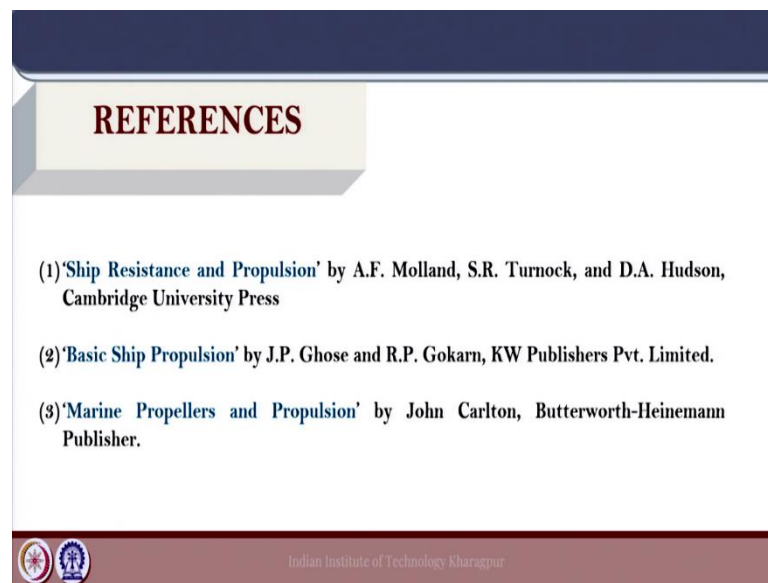 REFERENCES
(1) 'Ship Resistance and Propulsion' by A.F. Molland, S.R. Turnock, and D.A. Hudson,
Cambridge University Press
(2) 'Basic Ship Propulsion' by J.P. Ghose and R.P. Gokarn, KW Publishers Pvt. Limited.
(3) 'Marine Propellers and Propulsion' by John Carlton, Butterworth-Heinemann
Publisher.
Indian Institute of Technology Kharagpur